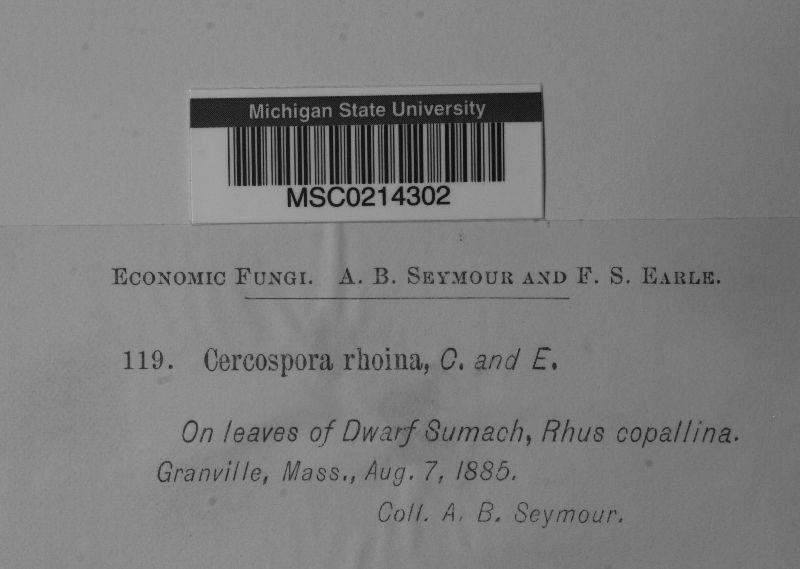 Michigan State University
MSC0214302
ECONOMIC FUNGI. A. B. SEYMOUR AND F. S. EARLE.
119. Cercospora rhoina, C. and E.
On leaves of Dwarf Sumach, Rhus copallina.
Granville, Mass., Aug. 7, 1885.
Coll. A. B. Seymour.